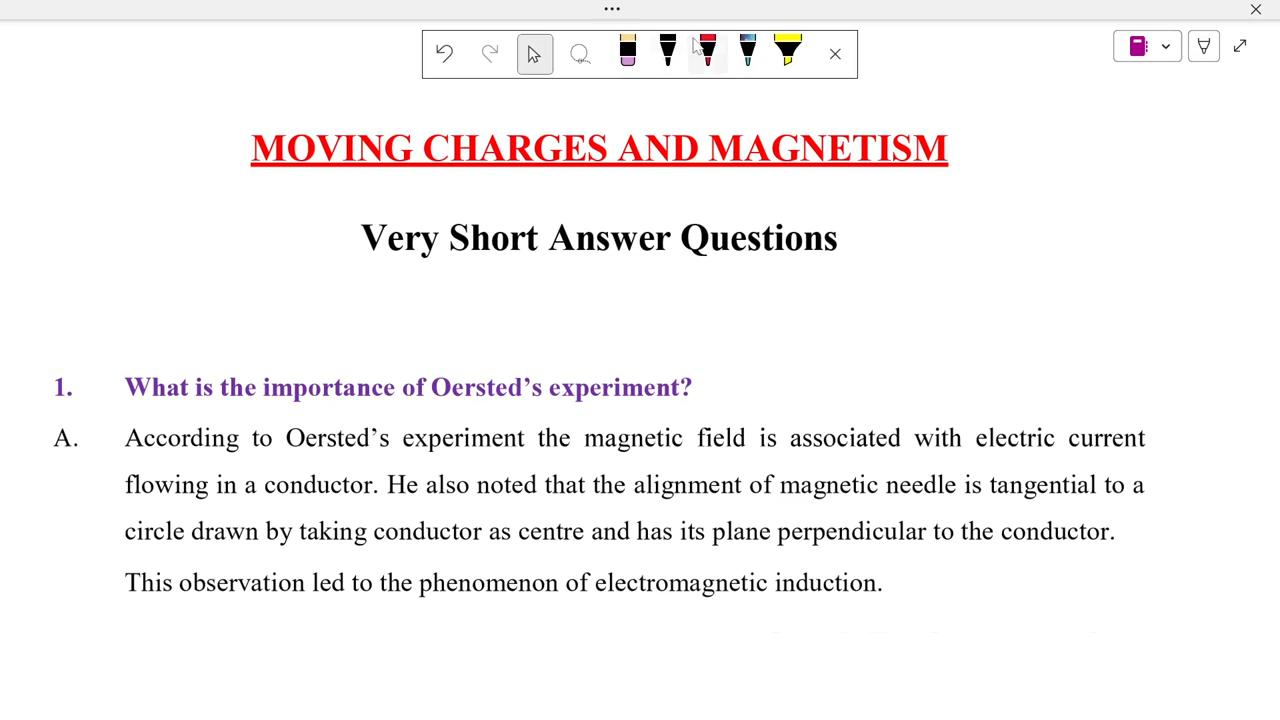 MOVING CHARGES AND MAGNETISM
Very Short Answer Questions
1. What is the importance of Oersted’s experiment?
A. According to Oersted’s experiment the magnetic field is associated with electric current
flowing in a conductor. He also noted that the alignment of magnetic needle is tangential to a
circle drawn by taking conductor as centre and has its plane perpendicular to the conductor.
This observation led to the phenomenon of electromagnetic induction.